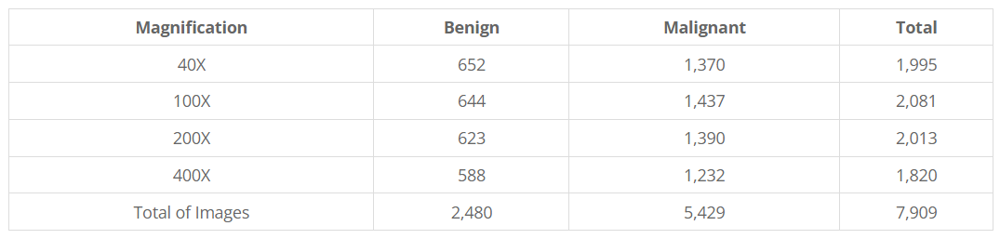 Magnification Benign Malignant Total
40X 652 1,370 1,995
100X 644 1,437 2,081
200X 623 1,390 2,013
400X 588 1,232 1,820
Total of Images 2,480 5,429 7,909